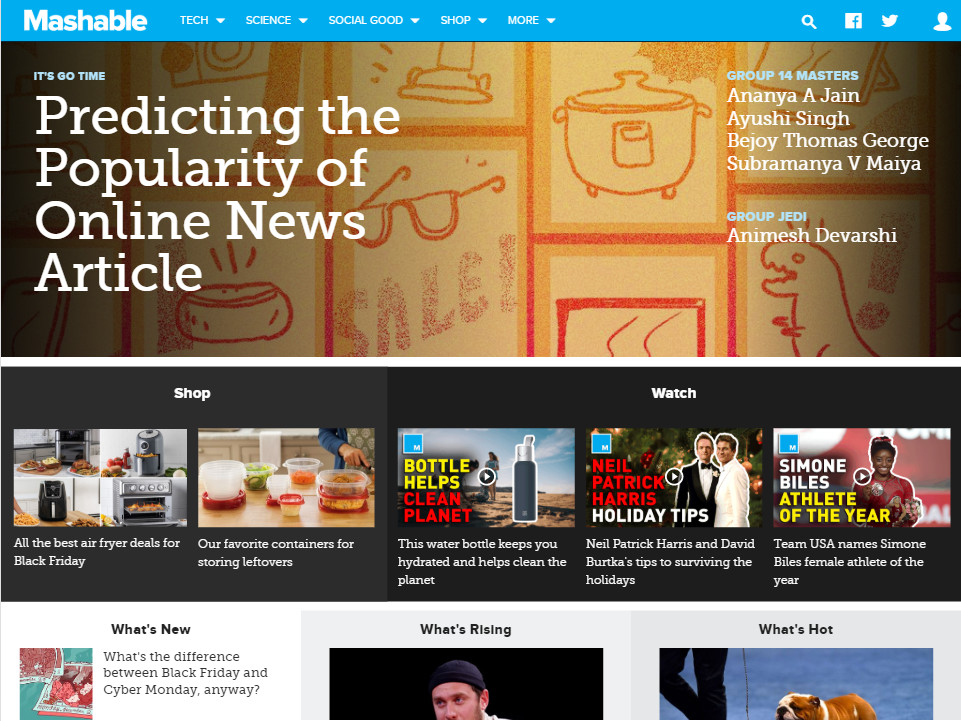 Mashable
TECH
SCIENCE
SOCIAL GOOD
SHOP
MORE
IT'S GO TIME
Predicting the
Popularity of
Online News
Article
GROUP 14 MASTERS
Ananya A Jain
Ayushi Singh
Bejoy Thomas George
Subramanya V Maiya
GROUP JEDI
Animesh Devarshi
SALE!
Shop
All the best air fryer deals for
Black Friday
Our favorite containers for
storing leftovers
Watch
M
BOTTLE
HELPS
CLEAN
PLANET
This water bottle keeps you
hydrated and helps clean the
planet
M
NEIL
PATRICK
HARRIS
HOLIDAY TIPS
Neil Patrick Harris and David
Burtka's tips to surviving the
holidays
M
SIMONE
BILES
ATHLETE
OF THE YEAR
Team USA names Simone
Biles female athlete of the
year
What's New
What's the difference
between Black Friday and
Cyber Monday, anyway?
What's Rising
What's Hot